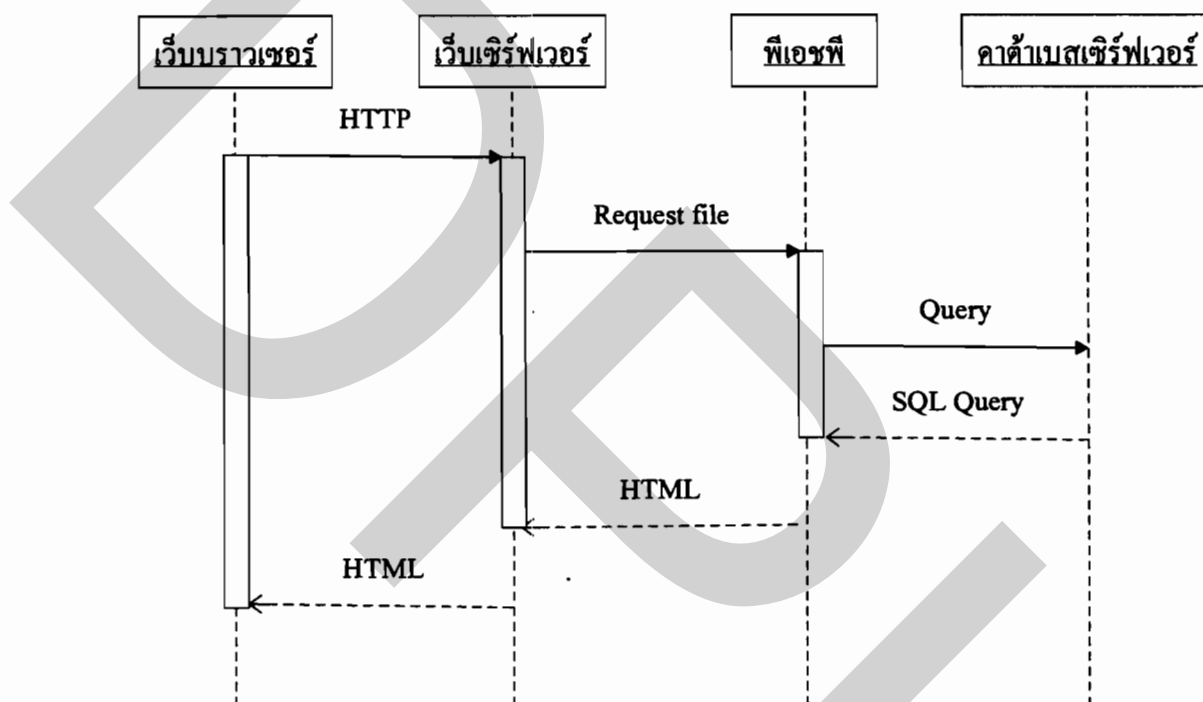 เว็บบราวเซอร์
เว็บเซิร์ฟเวอร์
พีเอชพี
คาต้าเบสเซิร์ฟเวอร์
HTTP
Request file
Query
SQL Query
HTML
HTML